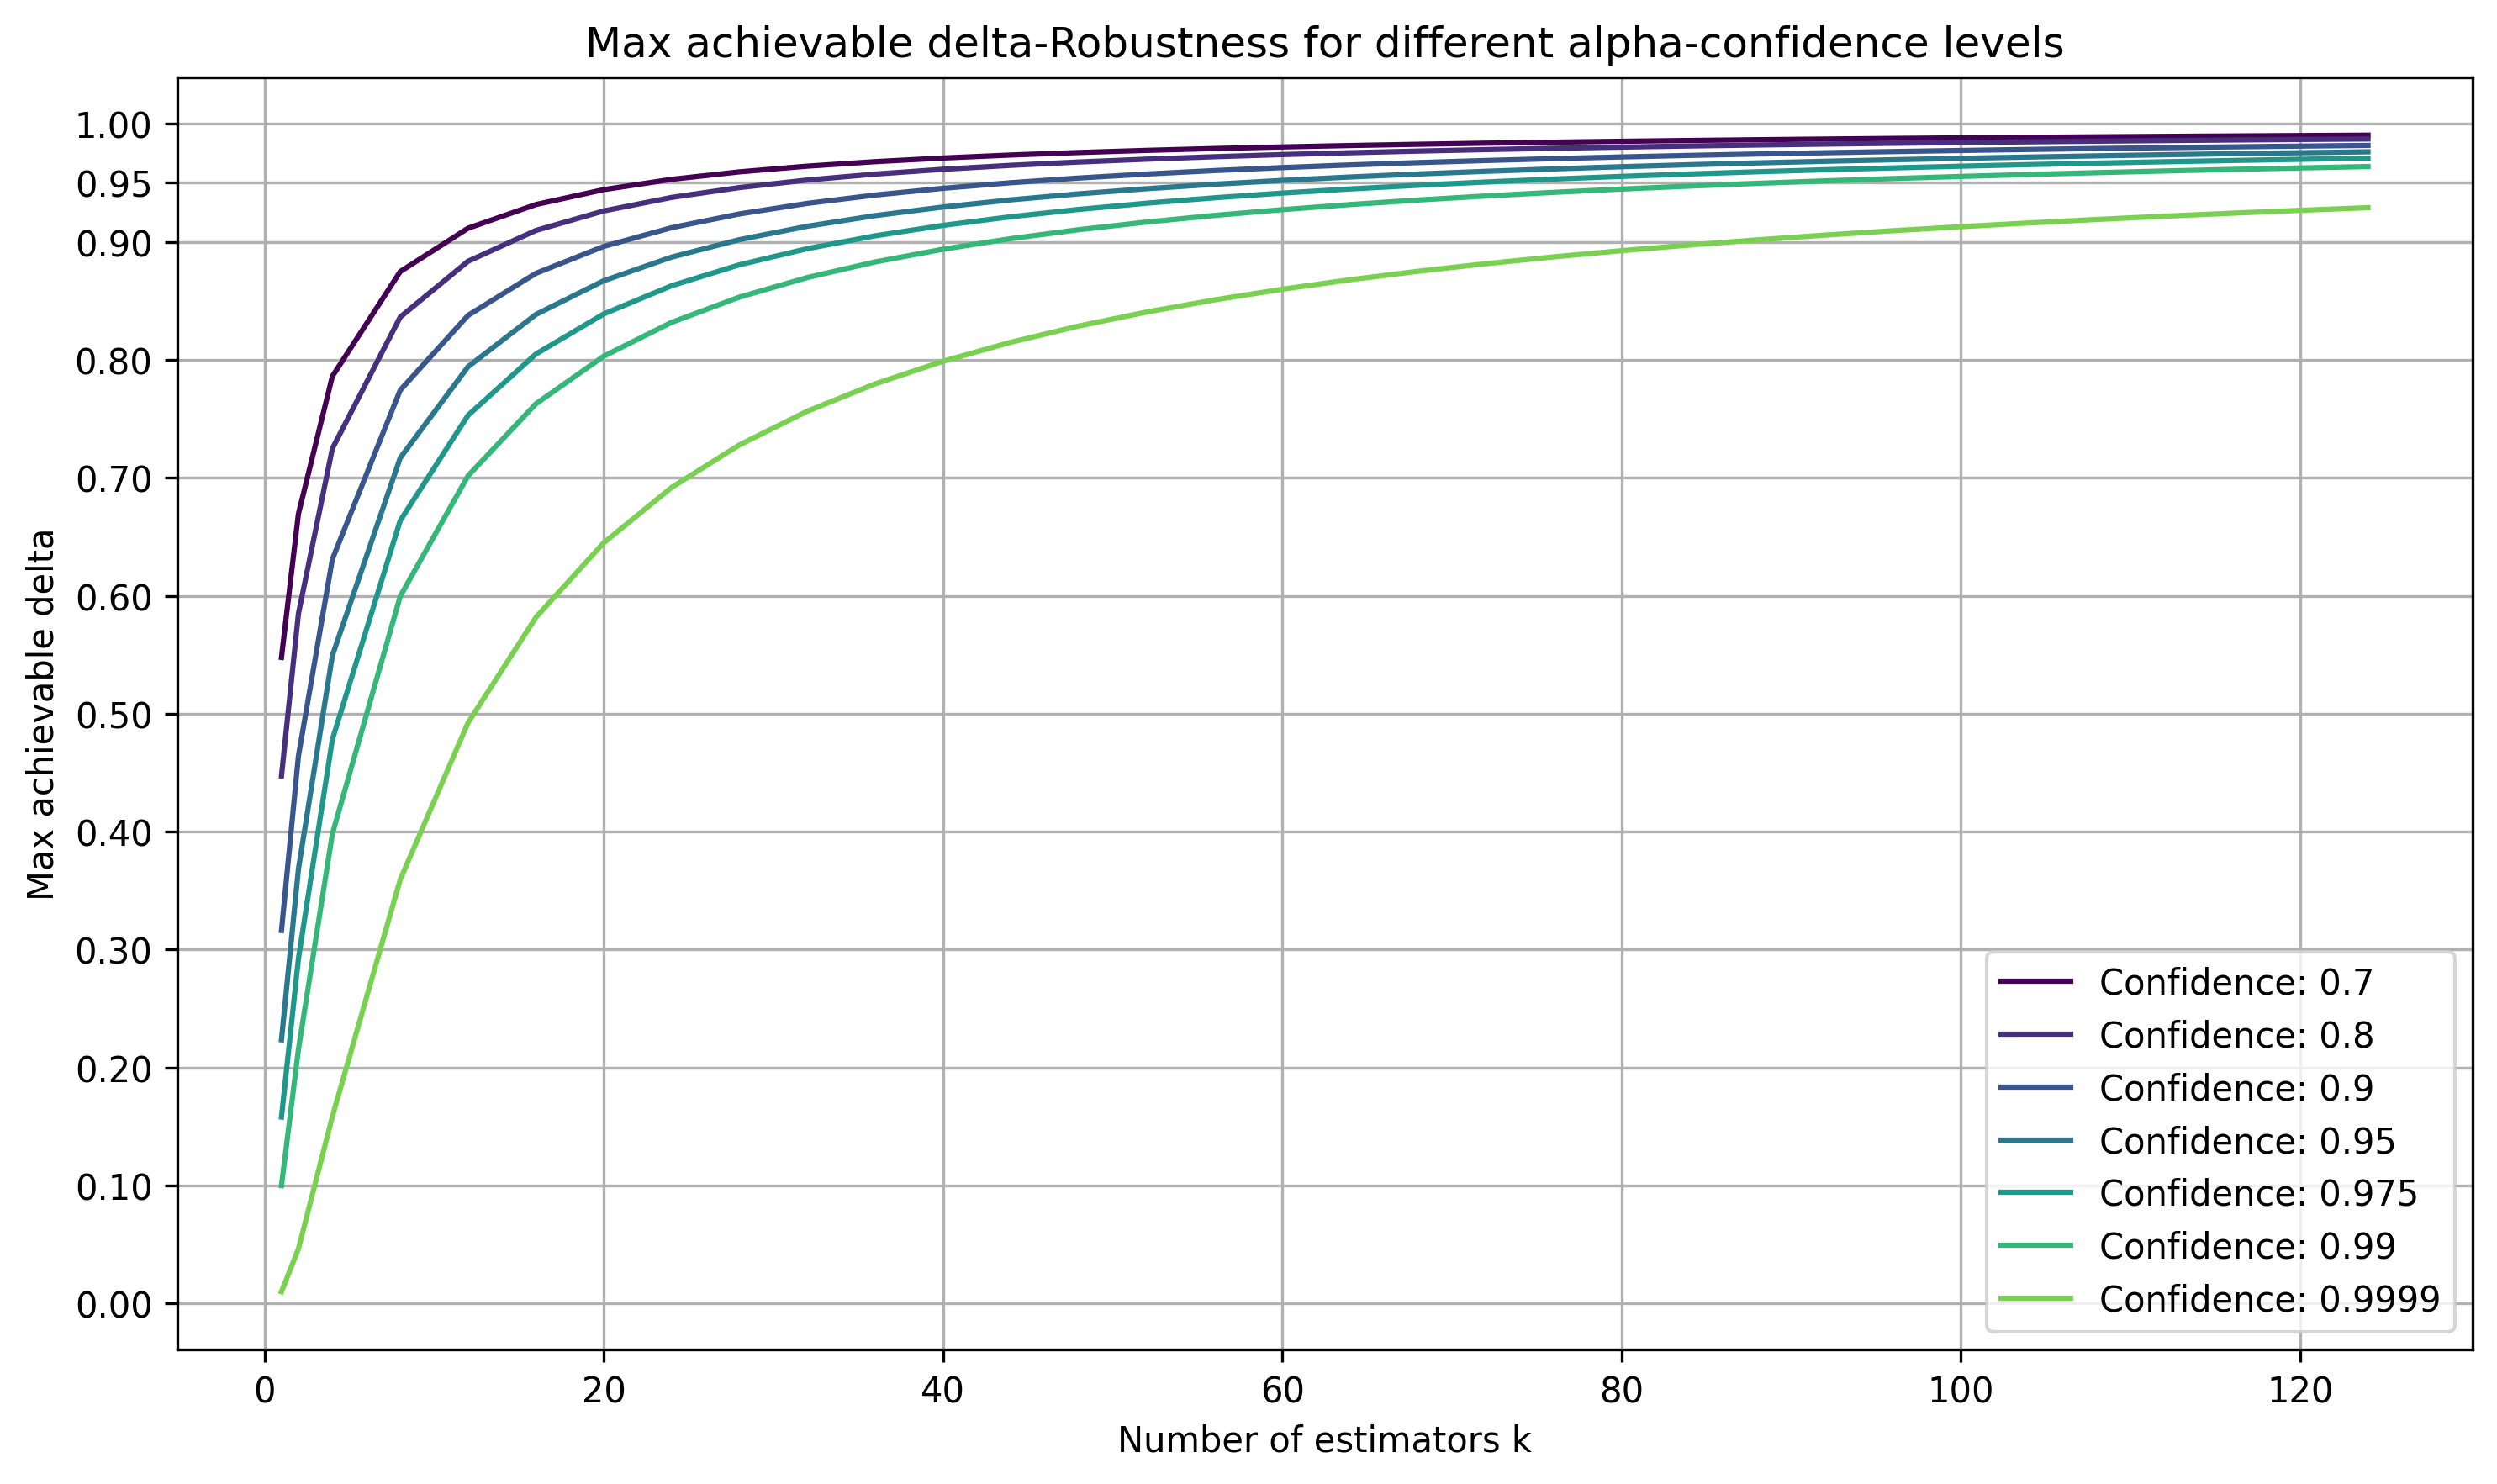 Max achievable delta-Robustness for different alpha-confidence levels
1.00
0.95
0.90
0.80
0.70
0.60
0.50
0.40
0.30
0.20
0.10
0.00
Max achievable delta
Confidence: 0.7
Confidence: 0.8
Confidence: 0.9
Confidence: 0.95
Confidence: 0.975
Confidence: 0.99
Confidence: 0.9999
0 20 40 60 80 100 120
Number of estimators k